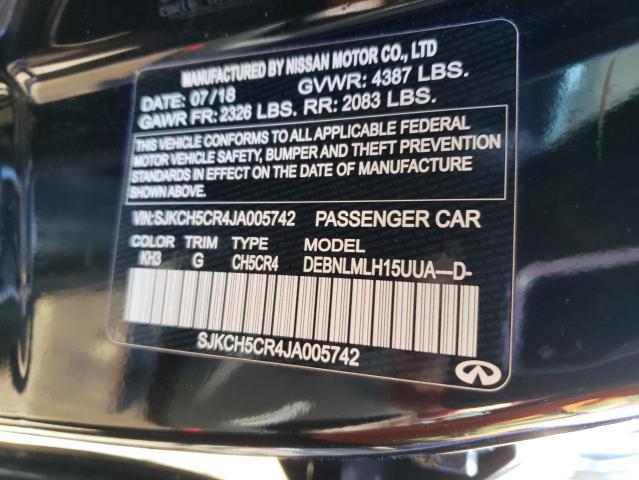 MANUFACTURED BY NISSAN MOTOR CO., LTD
DATE: 07/18 GVWR: 4387 LBS.
GAWR FR: 2326 LBS. RR: 2083 LBS.
THIS VEHICLE CONFORMS TO ALL APPLICABLE FEDERAL
MOTOR VEHICLE SAFETY, BUMPER AND THEFT PREVENTION
STANDARDS IN EFFECT ON THE DATE OF MANUFACTURE
SHOWN ABOVE.
VIN:SJKCH5CR4JA005742 PASSENGER CAR
COLOR TRIM MODEL
KH3 G CH5CR4 DEBNLMLH15UUA—D-
SJKCH5CR4JA005742